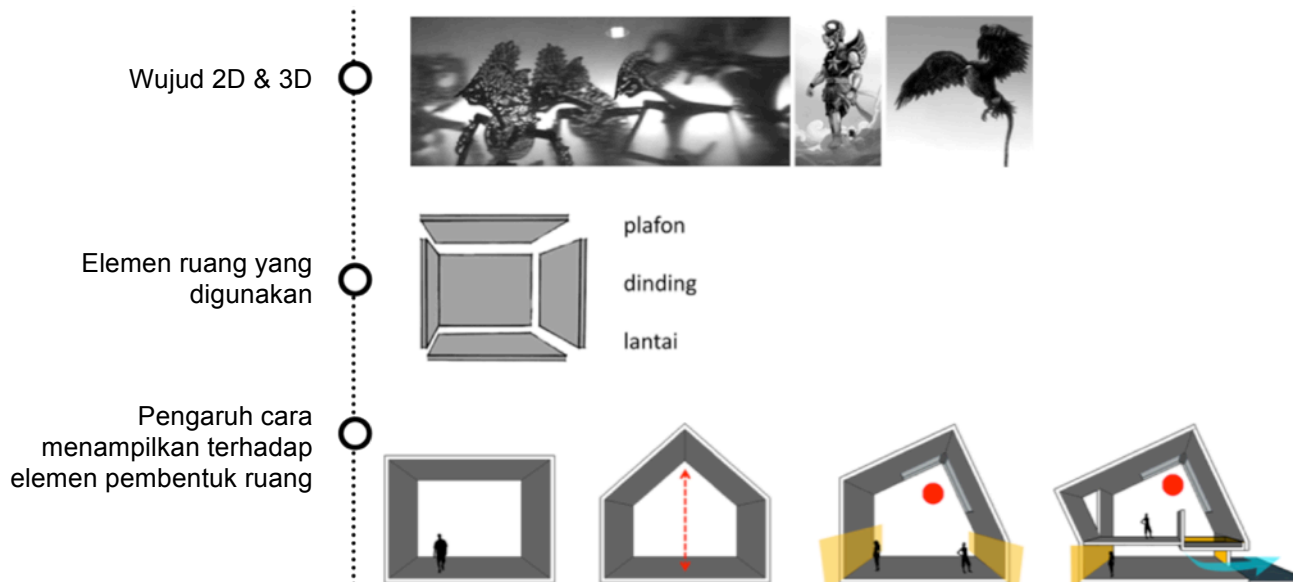 Wujud 2D & 3D
Elemen ruang yang
digunakan
plafon
dinding
lantai
Pengaruh cara
menampilkan terhadap
elemen pembentuk ruang